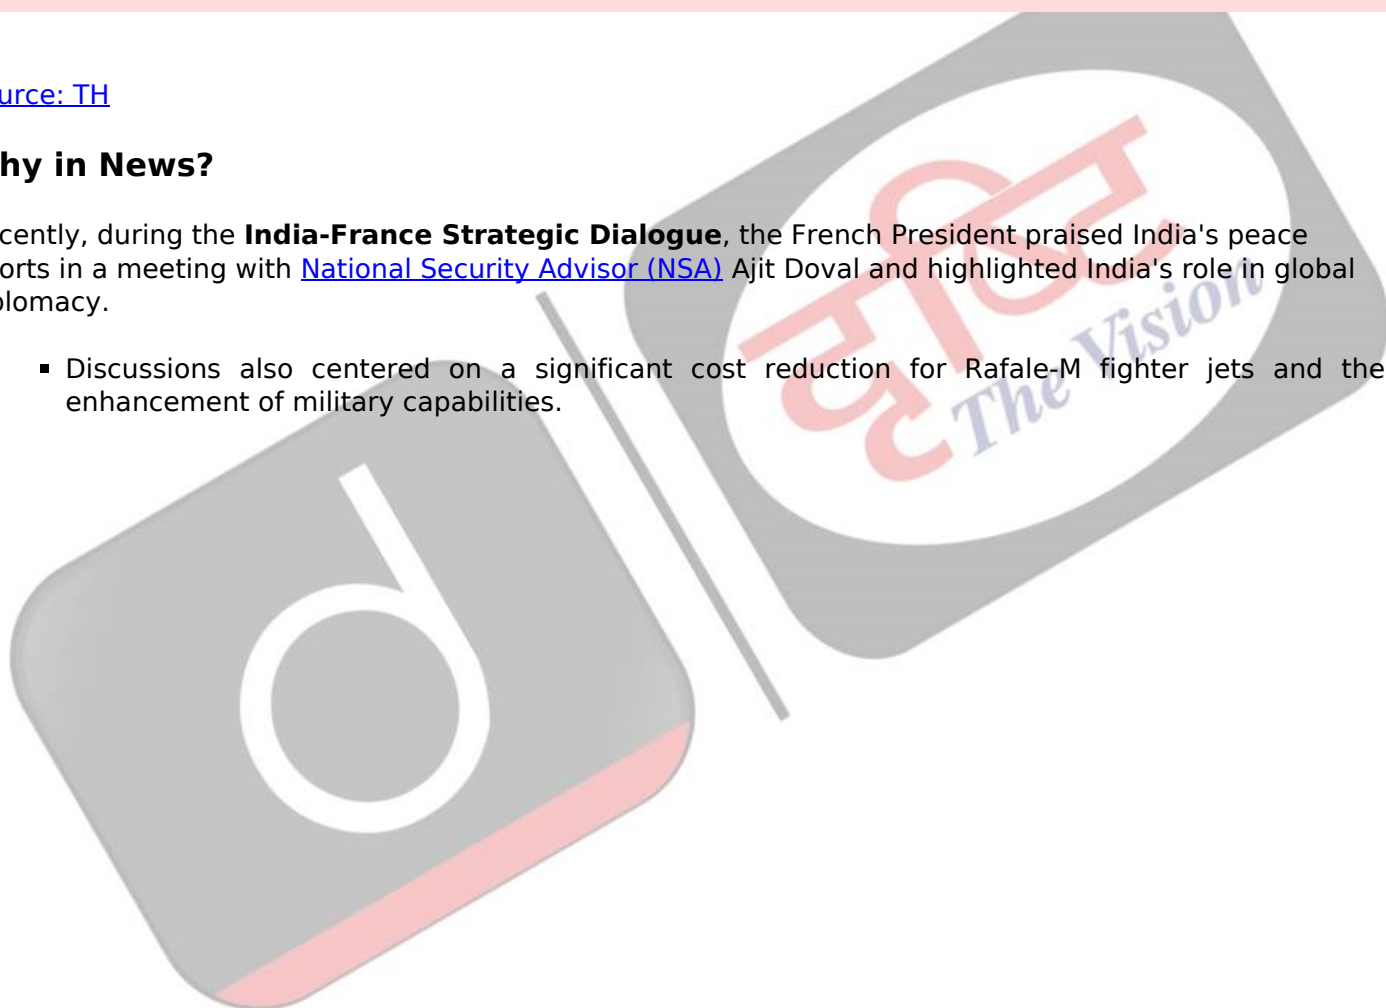 urce: TH
hy in News?
cently, during the India-France Strategic Dialogue, the French President praised India's peace
orts in a meeting with National Security Advisor (NSA) Ajit Doval and highlighted India's role in global
lomacy.
▪ Discussions also centered on a significant cost reduction for Rafale-M fighter jets and the
enhancement of military capabilities.
दृष्टि
The Vision
d